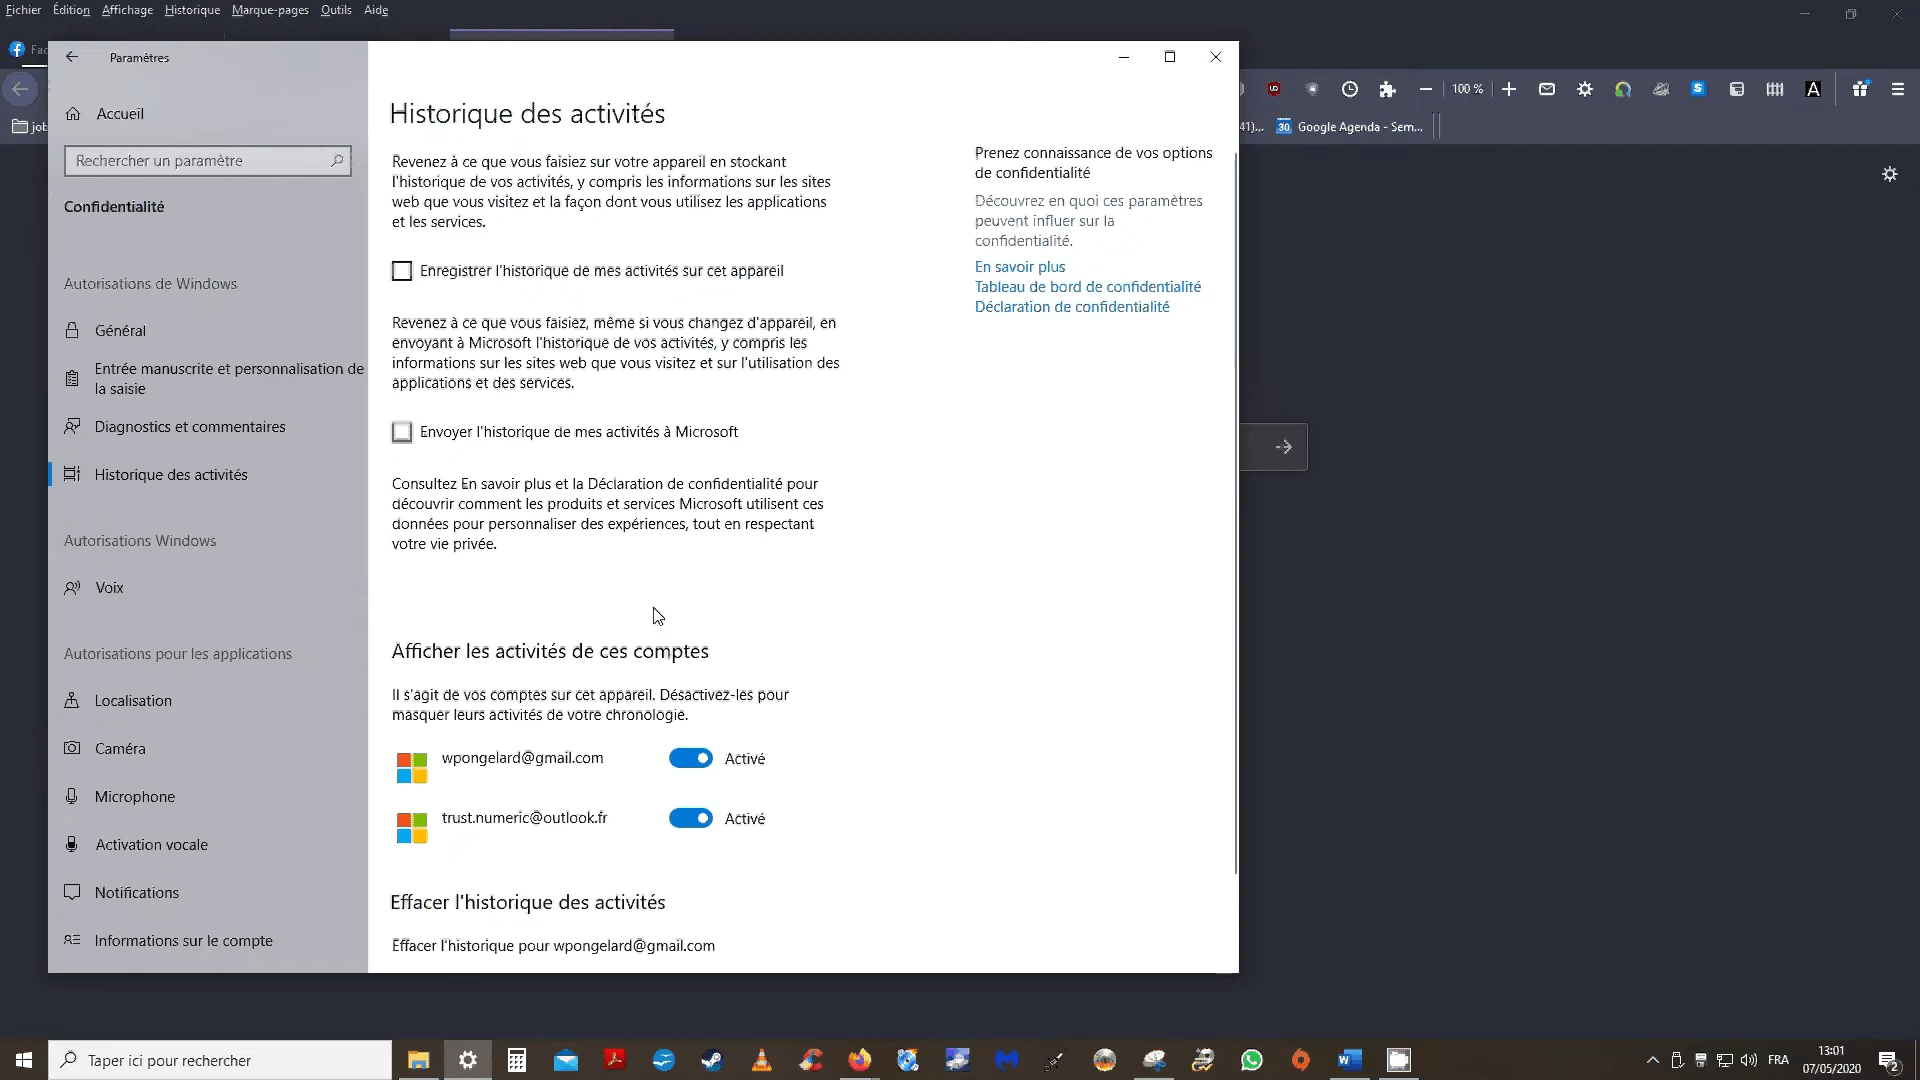 Fichier Édition Affichage Historique Marque-pages Outils Aide
Paramètres
Accueil
Rechercher un paramètre
Confidentialité
Autorisations de Windows
Général
Entrée manuscrite et personnalisation de
la saisie
Diagnostics et commentaires
Historique des activités
Autorisations Windows
Voix
Autorisations pour les applications
Localisation
Caméra
Microphone
Activation vocale
Notifications
Informations sur le compte
Historique des activités
Revenez à ce que vous faisiez sur votre appareil en stockant
l'historique de vos activités, y compris les informations sur les sites
web que vous visitez et la façon dont vous utilisez les applications
et les services.
Enregistrer l'historique de mes activités sur cet appareil
Revenez à ce que vous faisiez, même si vous changez d'appareil, en
envoyant à Microsoft l'historique de vos activités, y compris les
informations sur les sites web que vous visitez et sur l'utilisation des
applications et des services.
Envoyer l'historique de mes activités à Microsoft
Consultez En savoir plus et la Déclaration de confidentialité pour
découvrir comment les produits et services Microsoft utilisent ces
données pour personnaliser des expériences, tout en respectant
votre vie privée.
Afficher les activités de ces comptes
Il s'agit de vos comptes sur cet appareil. Désactivez-les pour
masquer leurs activités de votre chronologie.
wpongelard@gmail.com Activé
trust.numeric@outlook.fr Activé
Effacer l'historique des activités
Effacer l'historique pour wpongelard@gmail.com
Prenez connaissance de vos options
de confidentialité
Découvrez en quoi ces paramètres
peuvent influer sur la
confidentialité.
En savoir plus
Tableau de bord de confidentialité
Déclaration de confidentialité
100 %
41)... 30 Google Agenda - Sem...
job
Taper ici pour rechercher
FRA
13:01
07/05/2020
2